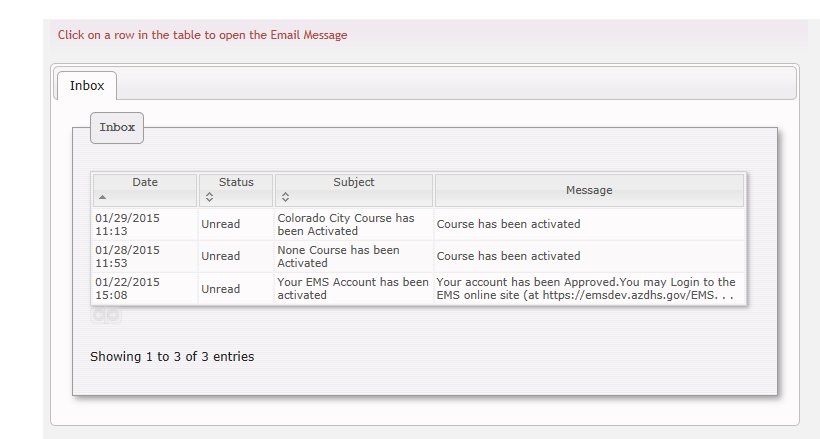 Click on a row in the table to open the Email Message
Inbox
Inbox
Date Status Subject Message
01/29/2015 11:13 Unread Colorado City Course has been Activated Course has been activated
01/28/2015 11:53 Unread None Course has been Activated Course has been activated
01/22/2015 15:08 Unread Your EMS Account has been activated Your account has been Approved.You may Login to the EMS online site (at https://emsdev.azdhs.gov/EMS. . .
Showing 1 to 3 of 3 entries